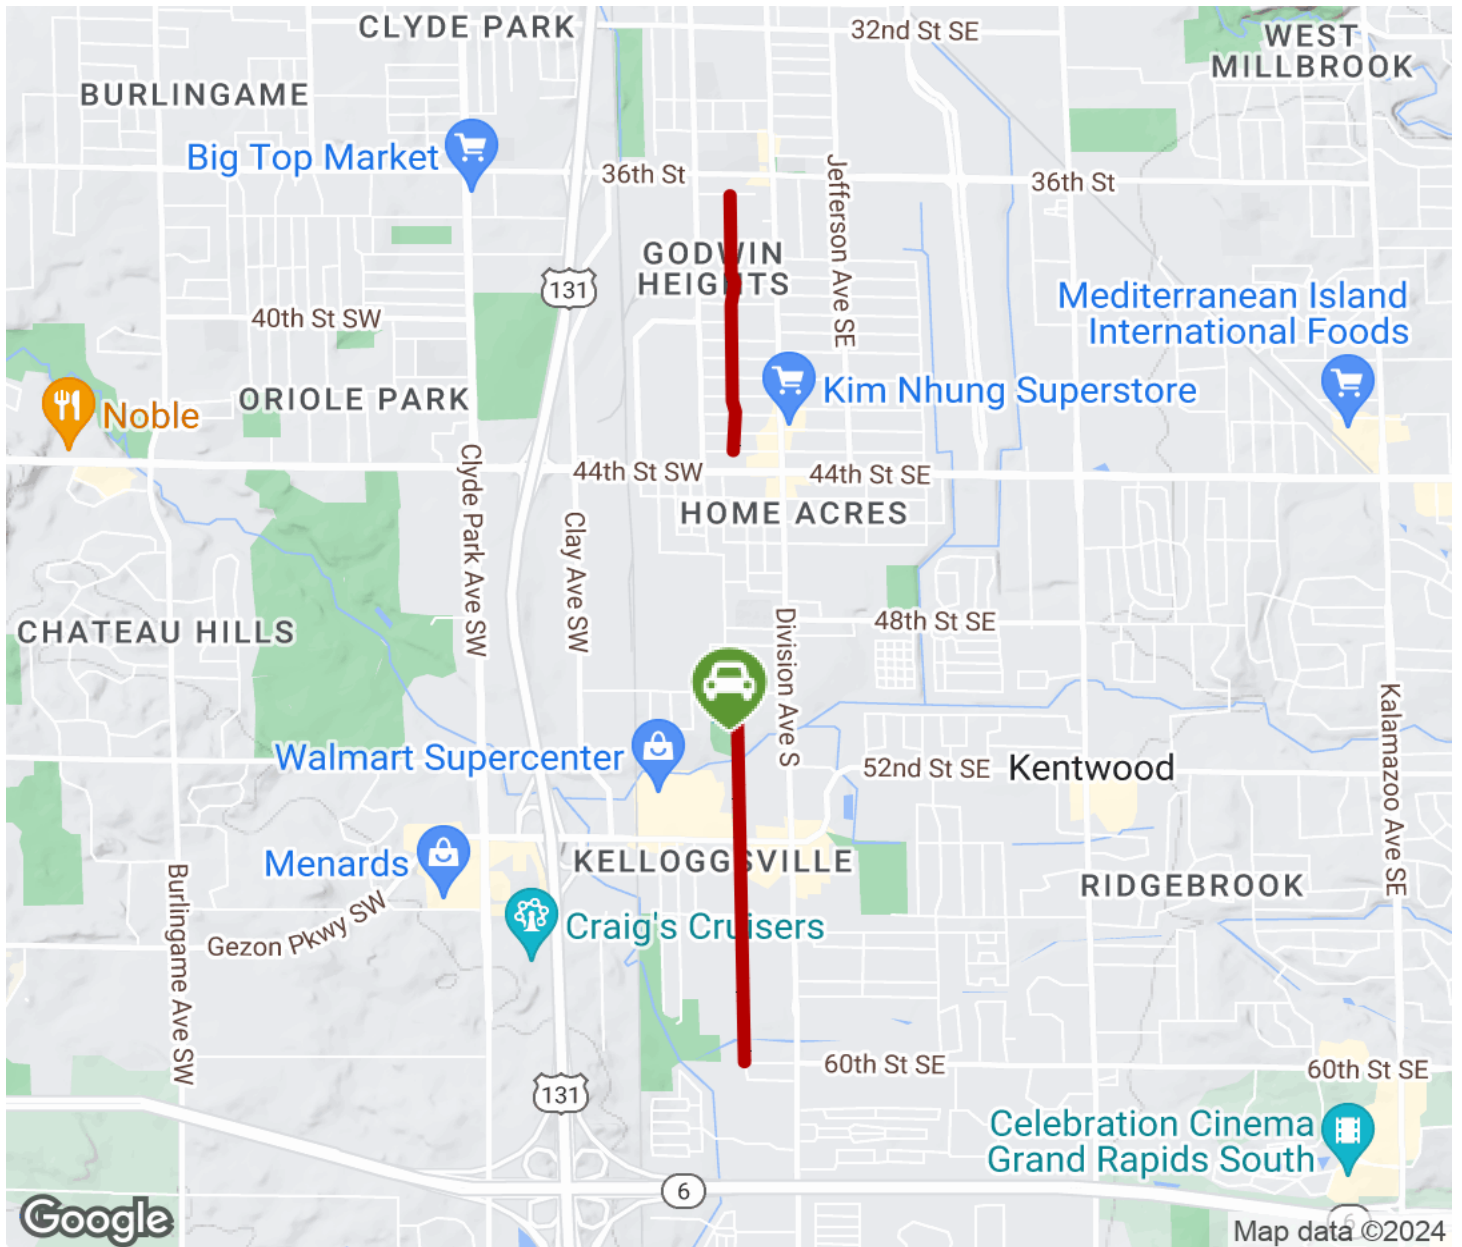 CLYDE PARK
32nd St SE
WEST
MILLBROOK
BURLINGAME
Big Top Market
36th St
36th St
Jefferson Ave SE
GODWIN
HEIGHTS
131
40th St SW
Mediterranean Island
International Foods
Kim Nhung Superstore
ORIOLE PARK
Noble
44th St SW
44th St SE
Clyde Park Ave SW
HOME ACRES
Clay Ave SW
CHATEAU HILLS
48th St SE
Division Ave S
Kalamazoo Ave SE
Walmart Supercenter
52nd St SE
Kentwood
Menards
KELLOGGSVILLE
RIDGEBROOK
Burlingame Ave SW
Gezon Pkwy SW
Craig's Cruisers
60th St SE
60th St SE
131
Celebration Cinema
Grand Rapids South
6
6
Google
Map data ©2024